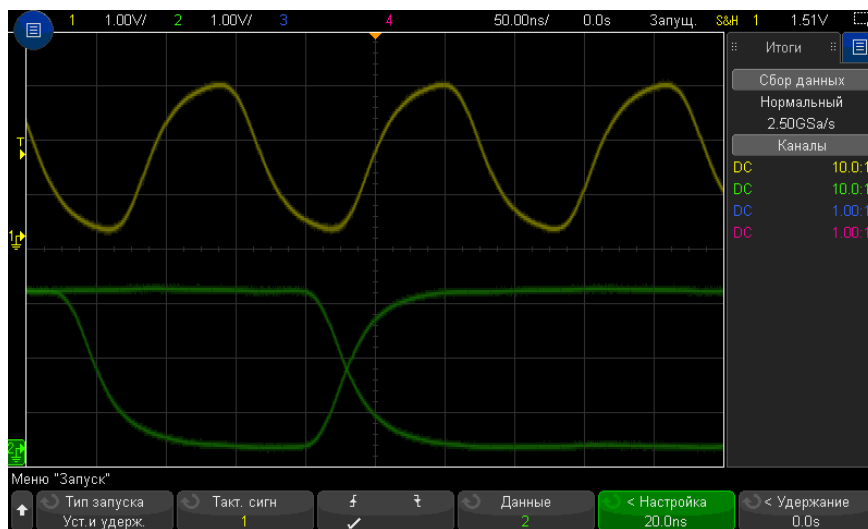 1 1.00V/ 2 1.00V/ 3 4 50.00ns/ 0.0s Запущ. S&H 1 1.51V
Итоги
Сбор данных
Нормальный
2.50GSa/s
Каналы
DC 10.0:1
DC 10.0:1
DC 1.00:1
DC 1.00:1
T
1
2
Меню "Запуск"
Тип запуска Такт. сигн Данные < Настройка < Удержание
Уст.и удерж. 1 2 20.0ns 0.0s